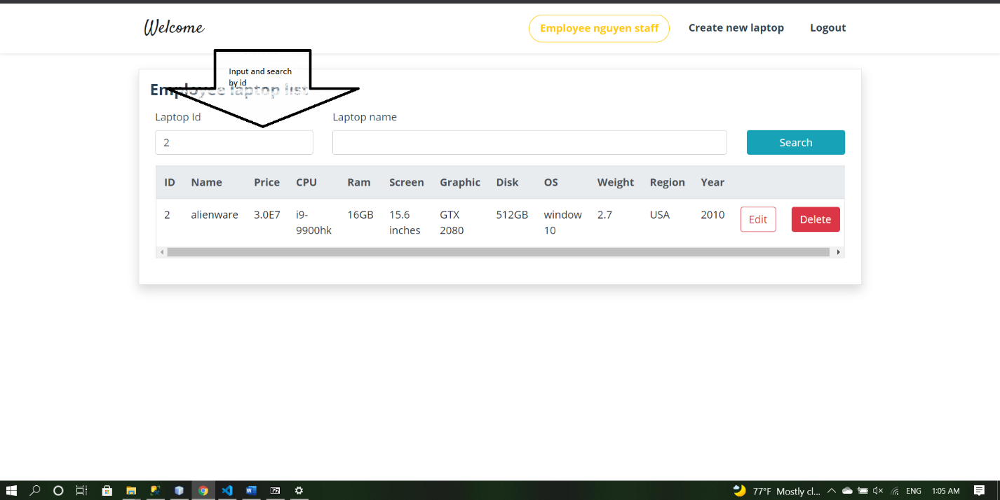 Welcome
Employee nguyen staff
Create new laptop
Logout
Input and search
by id
Employee laptop list
Laptop Id
Laptop name
2
Search
ID Name Price CPU Ram Screen Graphic Disk OS Weight Region Year
2 alienware 3.0E7 i9- 16GB 15.6 GTX 512GB window 2.7 USA 2010 Edit Delete
9900hk inches 2080 10
77°F Mostly cl... ENG 1:05 AM